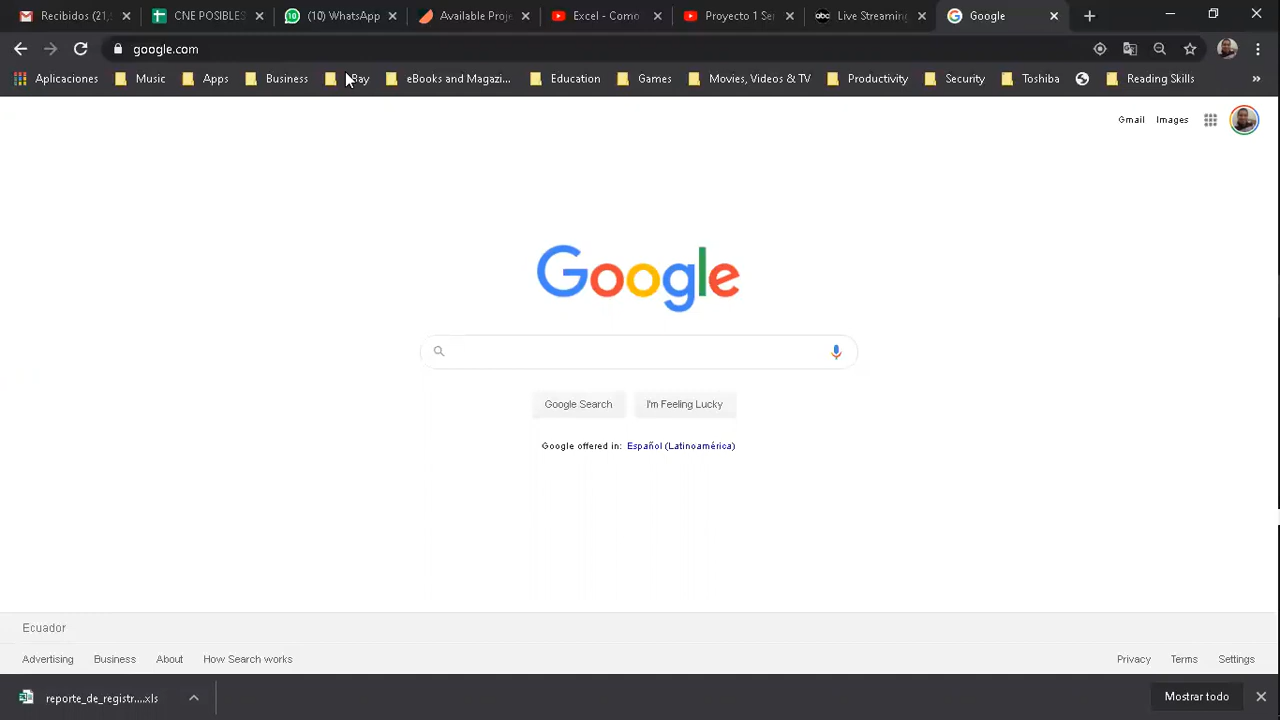 Recibidos (21,
CNE POSIBLES
(10) WhatsApp
Available Proj
Excel - Como
Proyecto 1 Se
abc Live Streaming
Google
google.com
Aplicaciones
Music
Apps
Business
eBooks and Magazi...
Education
Games
Movies, Videos & TV
Productivity
Security
Toshiba
Reading Skills
Gmail
Images
Google
Google Search
I'm Feeling Lucky
Google offered in: Español (Latinoamérica)
Ecuador
Advertising
Business
About
How Search works
Privacy
Terms
Settings
reporte_de_registr....xls
Mostrar todo